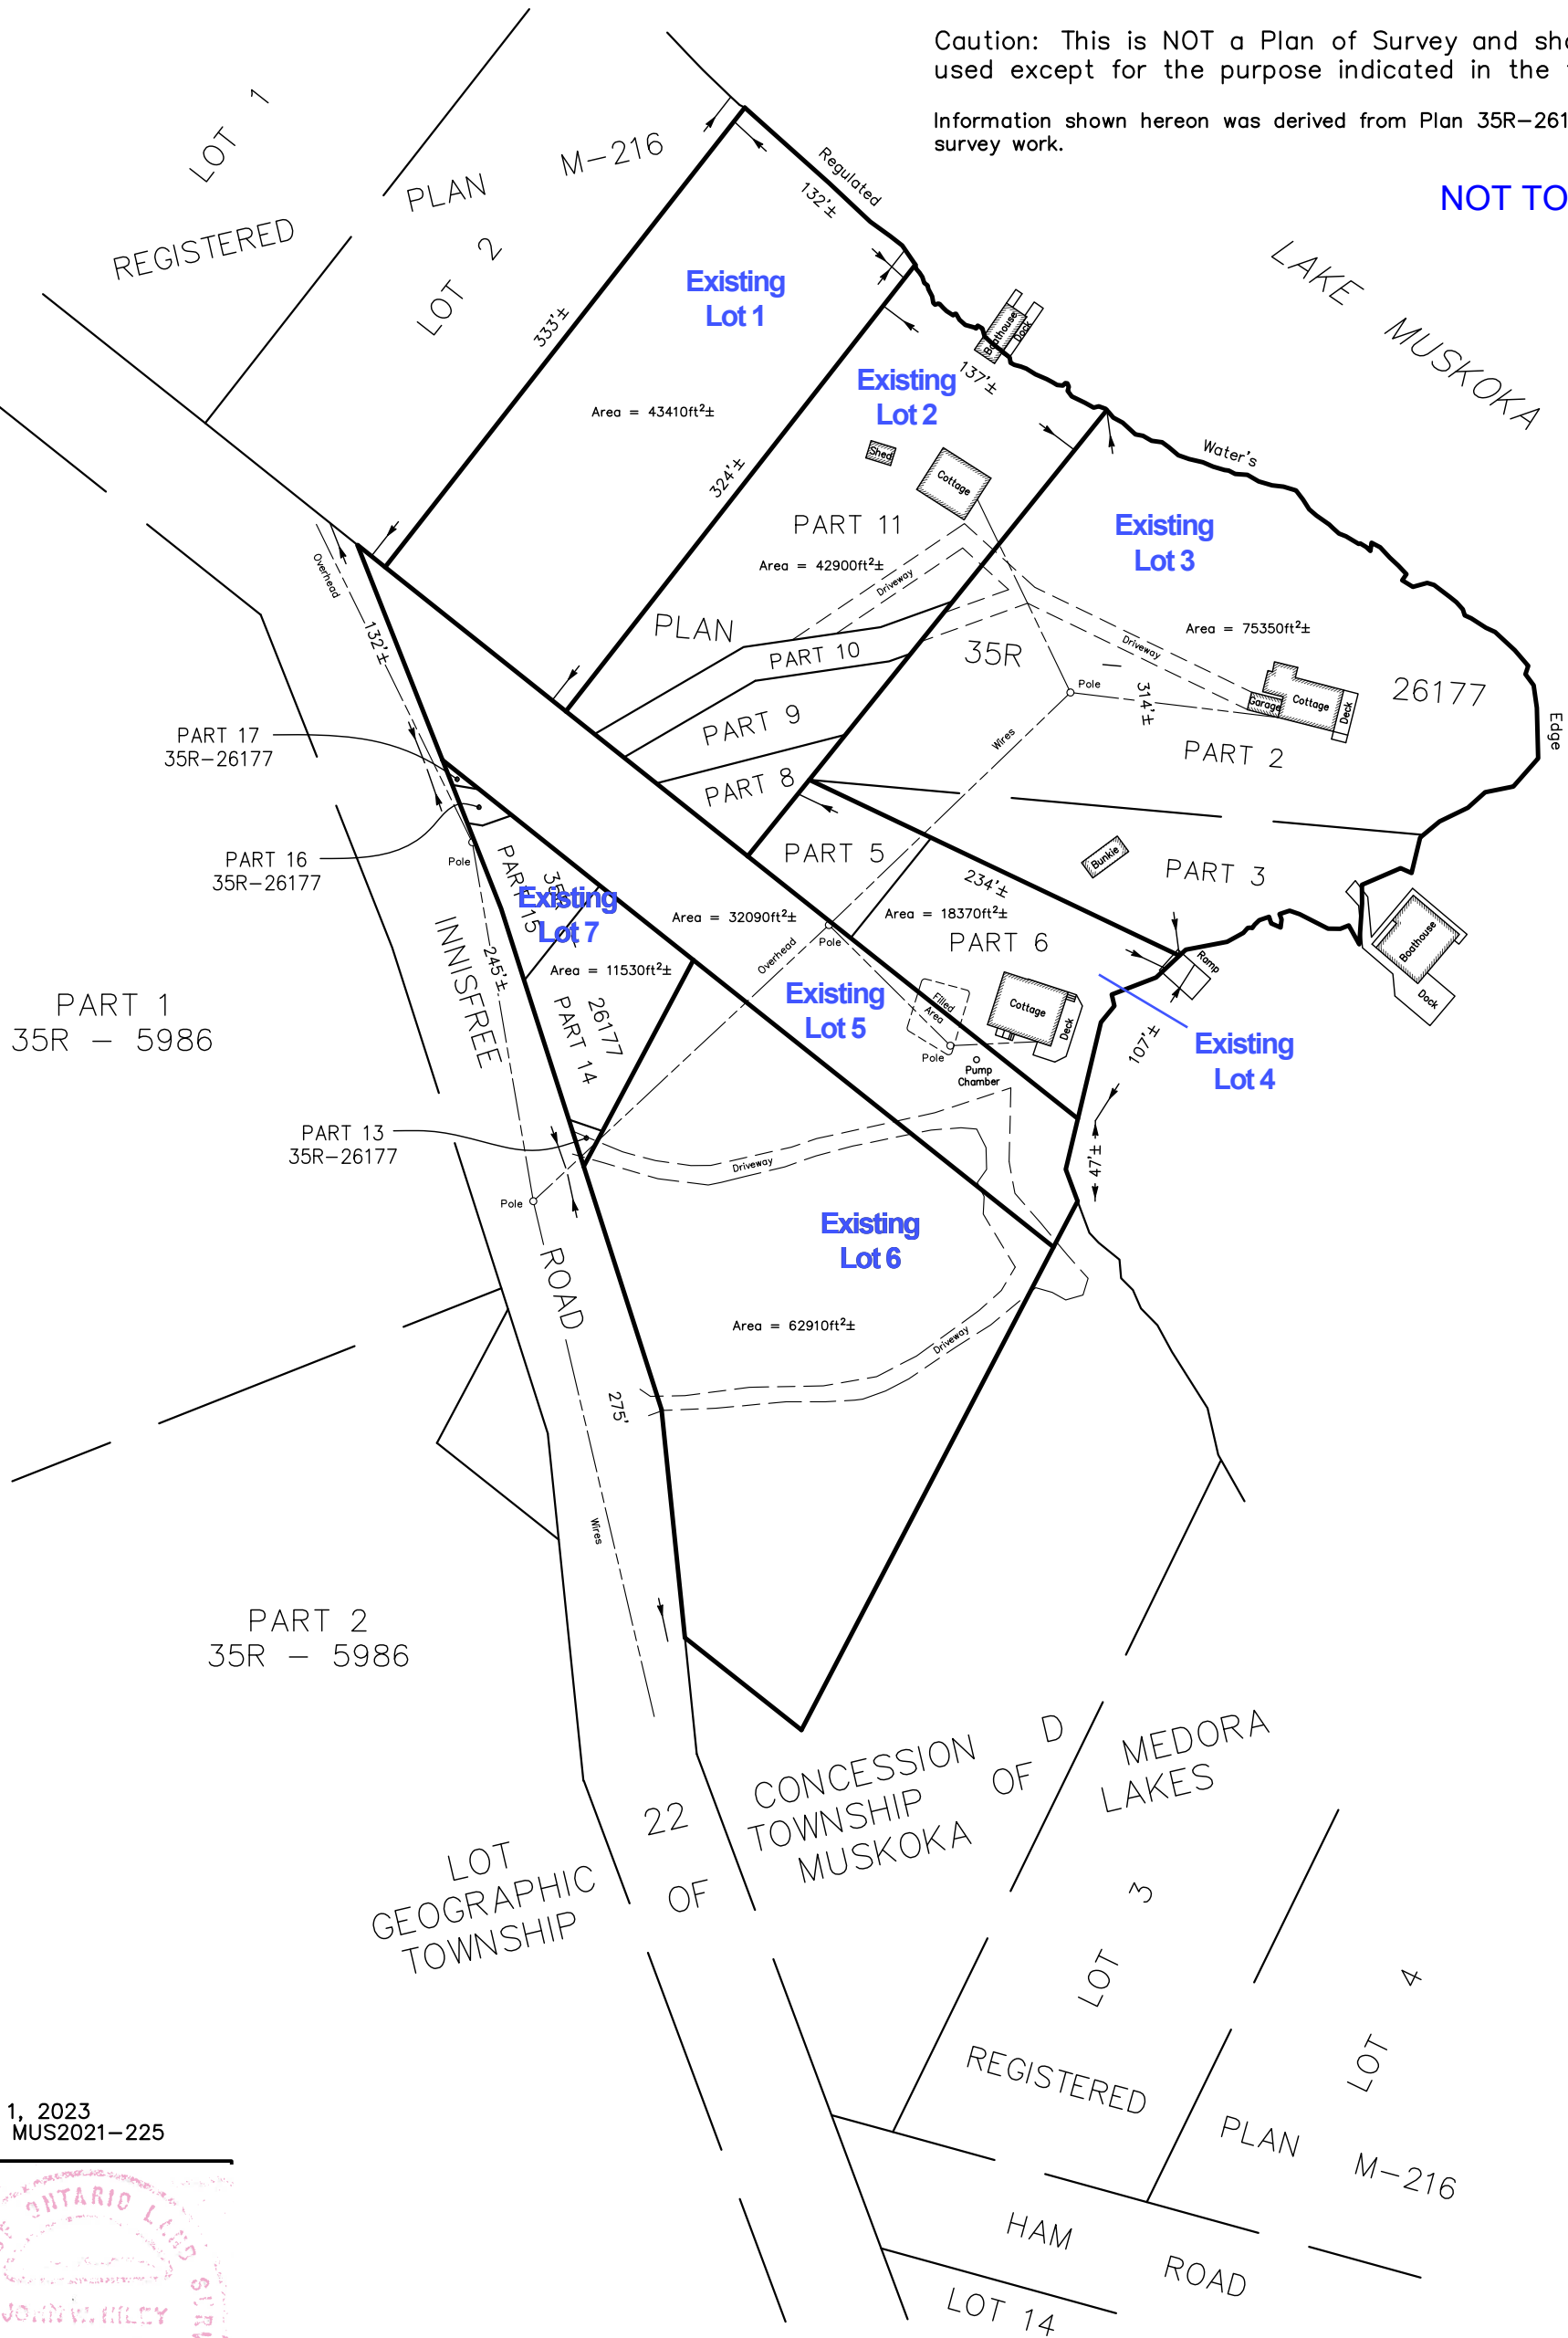 Caution: This is NOT a Plan of Survey and
used except for the purpose indicated in the
Information shown hereon was derived from Plan 35R-261
survey work.
NOT TO
LAKE MUSKOKA
LOT 1
REGISTERED PLAN M-216
LOT 2
Regulated
132'±
333'±
Existing
Lot 1
Area = 43410ft²±
324'±
Boathouse
Dock
137'±
Existing
Lot 2
Shed
Cottage
PART 11
Area = 42900ft²±
Driveway
Water's
Existing
Lot 3
Area = 75350ft²±
PLAN 35R – 26177
PART 10
PART 9
PART 8
Driveway
Pole
314'±
Garage
Cottage
Deck
Edge
PART 2
Wires
Overhead
132'±
PART 17
35R-26177
PART 16
35R-26177
Pole
PART 5
234'±
Bunkie
PART 3
PART 15
Existing
Lot 7
Area = 32090ft²±
Area = 18370ft²±
PART 6
Pole
Overhead
Ramp
Boathouse
Dock
INNISFREE
245'±
Area = 11530ft²±
26177
PART 14
Existing
Lot 5
Filled
Area
Cottage
Deck
Pole
Pump
Chamber
107'±
Existing
Lot 4
PART 1
35R - 5986
PART 13
35R-26177
Driveway
47'±
Pole
Existing
Lot 6
ROAD
Area = 62910ft²±
Driveway
275'
Wires
PART 2
35R - 5986
LOT 22 CONCESSION D
GEOGRAPHIC TOWNSHIP OF MEDORA
TOWNSHIP OF MUSKOKA LAKES
LOT 3
LOT 4
REGISTERED PLAN M-216
HAM ROAD
LOT 14
1, 2023
MUS2021-225
ONTARIO LAND
JOHN W. HILEY